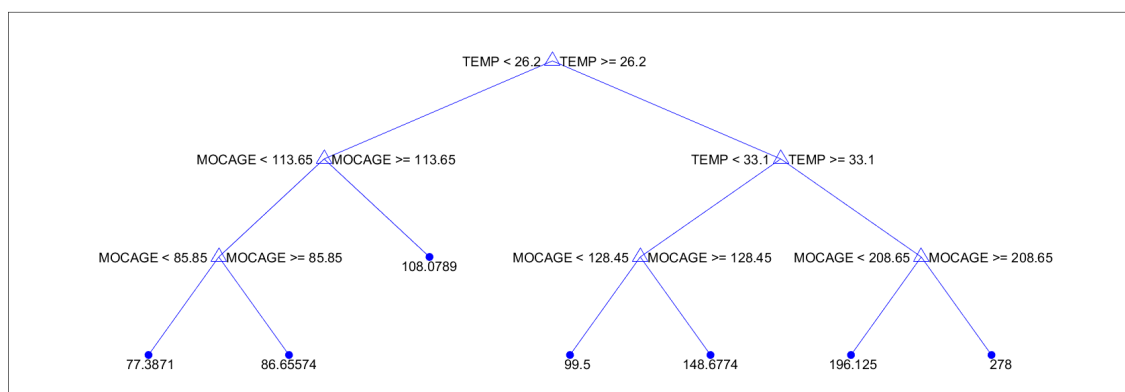 TEMP < 26.2 TEMP >= 26.2
MOCAGE < 113.65 MOCAGE >= 113.65 TEMP < 33.1 TEMP >= 33.1
MOCAGE < 85.85 MOCAGE >= 85.85 108.0789 MOCAGE < 128.45 MOCAGE >= 128.45 MOCAGE < 208.65 MOCAGE >= 208.65
77.3871 86.65574 99.5 148.6774 196.125 278